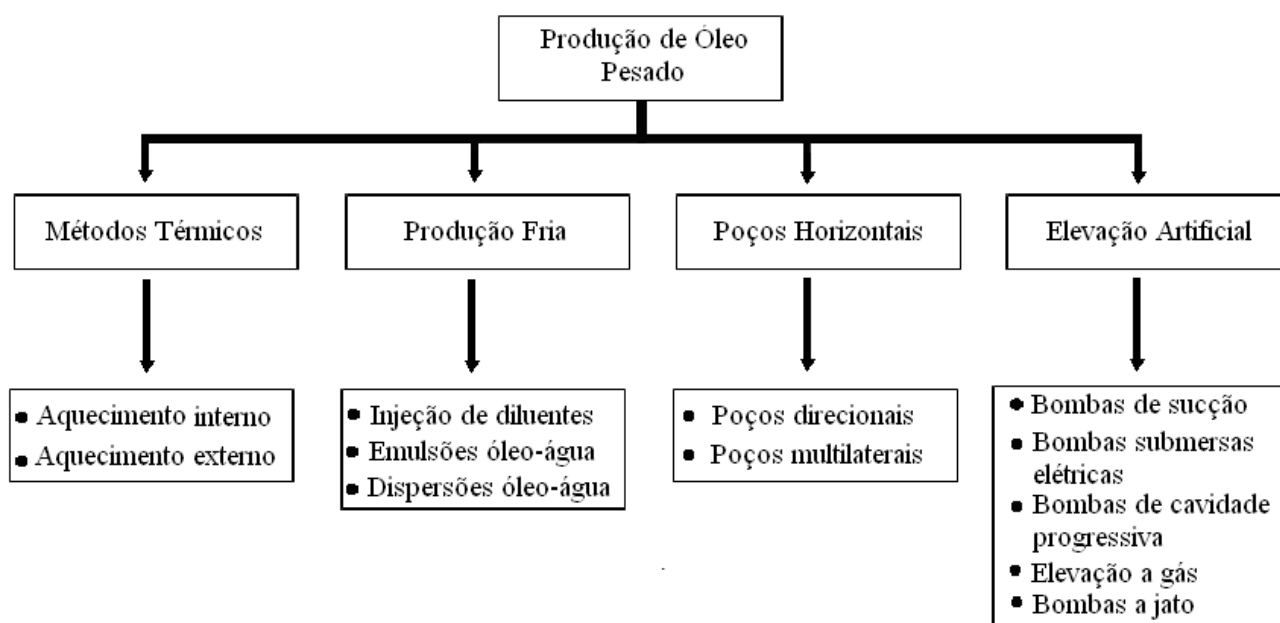 Produção de Óleo
Pesado
Métodos Térmicos
Produção Fria
Poços Horizontais
Elevação Artificial
• Aquecimento interno
• Aquecimento externo
• Injeção de diluentes
• Emulsões óleo-água
• Dispersões óleo-água
• Poços direcionais
• Poços multilaterais
• Bombas de sucção
• Bombas submersas
elétricas
• Bombas de cavidade
progressiva
• Elevação a gás
• Bombas a jato